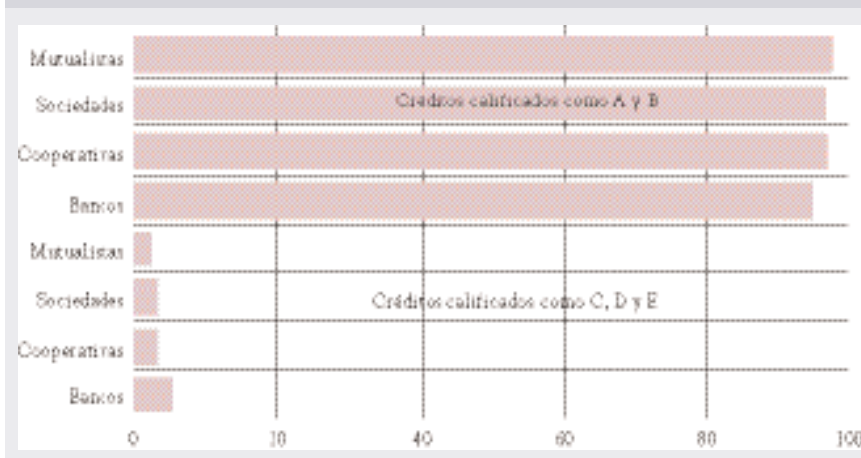 Mutualistas
Sociedades
Créditos calificados como A y B
Cooperativas
Bancos
Mutualistas
Sociedades
Créditos calificados como C, D y E
Cooperativas
Bancos
0 10 40 60 80 100